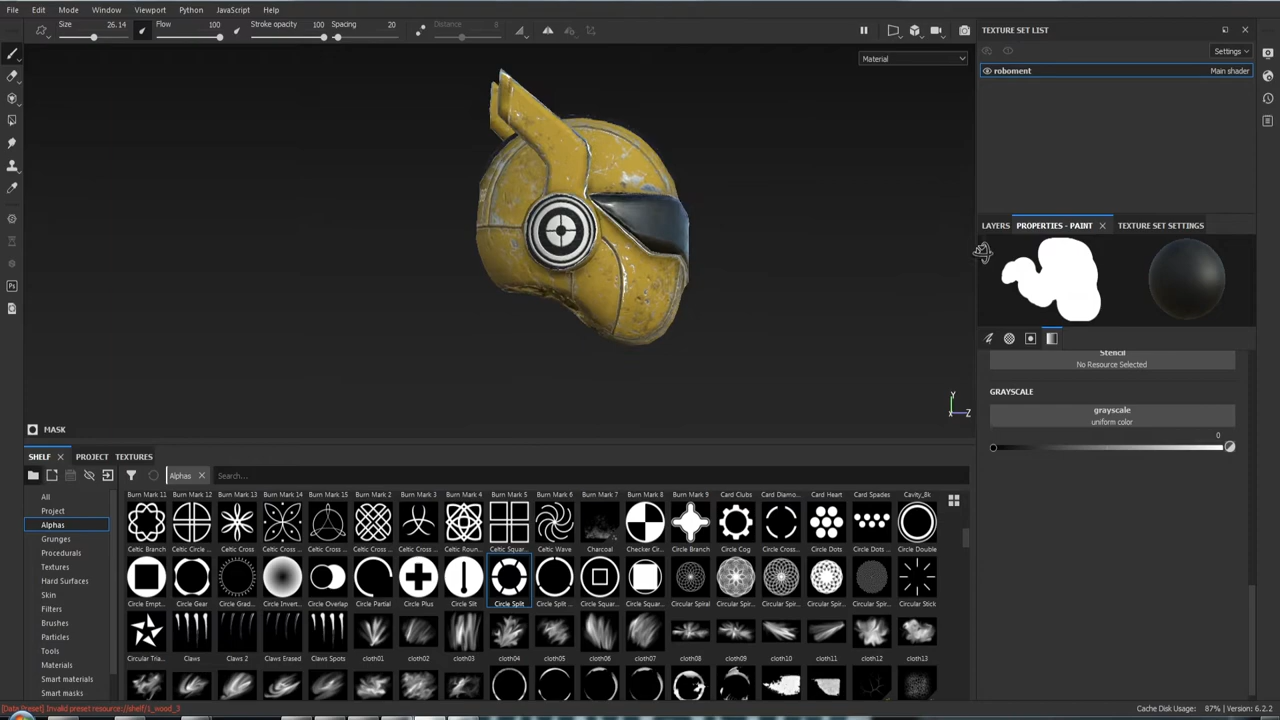 File Edit Mode Window Viewport Python JavaScript Help
Size 26.14 Flow 100 Stroke opacity 100 Spacing 20 Distance 8
Material
TEXTURE SET LIST
Settings
roboment Main shader
LAYERS PROPERTIES - PAINT TEXTURE SET SETTINGS
Stencil
No Resource Selected
GRAYSCALE
grayscale
uniform color
0
Y
X Z
MASK
SHELF PROJECT TEXTURES
Alphas Search...
All
Project
Alphas
Grunges
Procedurals
Textures
Hard Surfaces
Skin
Filters
Brushes
Particles
Tools
Materials
Smart materials
Smart masks
Burn Mark 11 Burn Mark 12 Burn Mark 13 Burn Mark 14 Burn Mark 15 Burn Mark 2 Burn Mark 3 Burn Mark 4 Burn Mark 5 Burn Mark 6 Burn Mark 7 Burn Mark 8 Burn Mark 9 Card Clubs Card Diamo... Card Heart Card Spades Cavity_Bk
Celtic Branch Celtic Circle ... Celtic Cross Celtic Cross ... Celtic Cross ... Celtic Cross ... Celtic Cross ... Celtic Roun... Celtic Squar... Celtic Wave Charcoal Checker Cir... Circle Branch Circle Cog Circle Cross... Circle Dots Circle Dots ... Circle Double
Circle Empt... Circle Gear Circle Grad... Circle Invert... Circle Overlap Circle Partial Circle Plus Circle Slit Circle Split Circle Split ... Circle Squar... Circle Squar... Circular Spiral Circular Spir... Circular Spir... Circular Spir... Circular Spir... Circular Stick
Circular Tria... Claws Claws 2 Claws Erased Claws Spots cloth01 cloth02 cloth03 cloth04 cloth05 cloth06 cloth07 cloth08 cloth09 cloth10 cloth11 cloth12 cloth13
[Data Preset] Invalid preset resource://shelf/1_wood_3
Cache Disk Usage: 87% | Version: 6.2.2